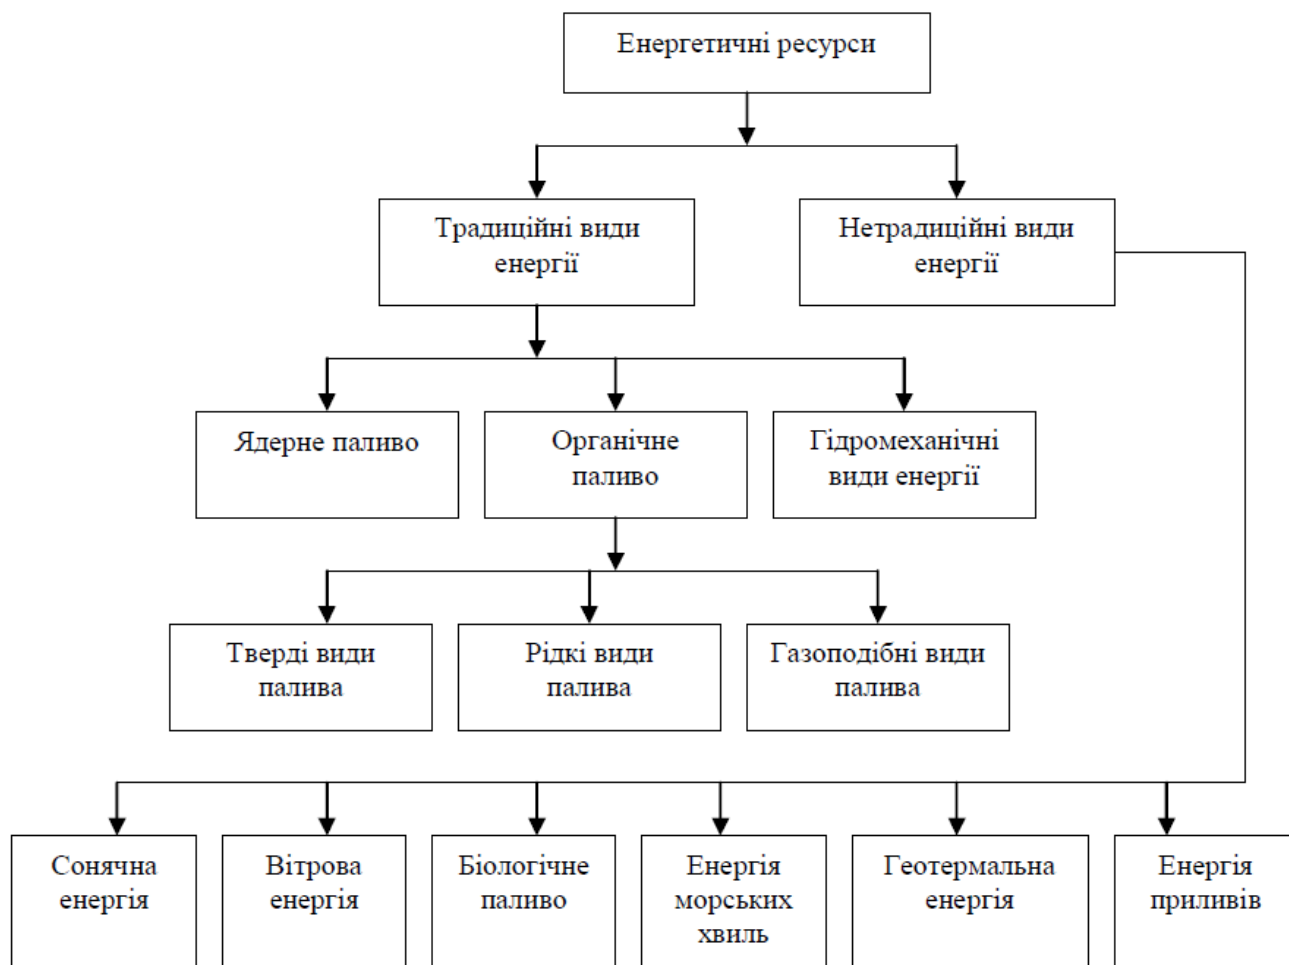 Енергетичні ресурси
Традиційні види
енергії
Нетрадиційні види
енергії
Ядерне паливо
Органічне
паливо
Гідромеханічні
види енергії
Тверді види
палива
Рідкі види
палива
Газоподібні види
палива
Сонячна
енергія
Вітрова
енергія
Біологічне
паливо
Енергія
морських
хвиль
Геотермальна
енергія
Енергія
приливів